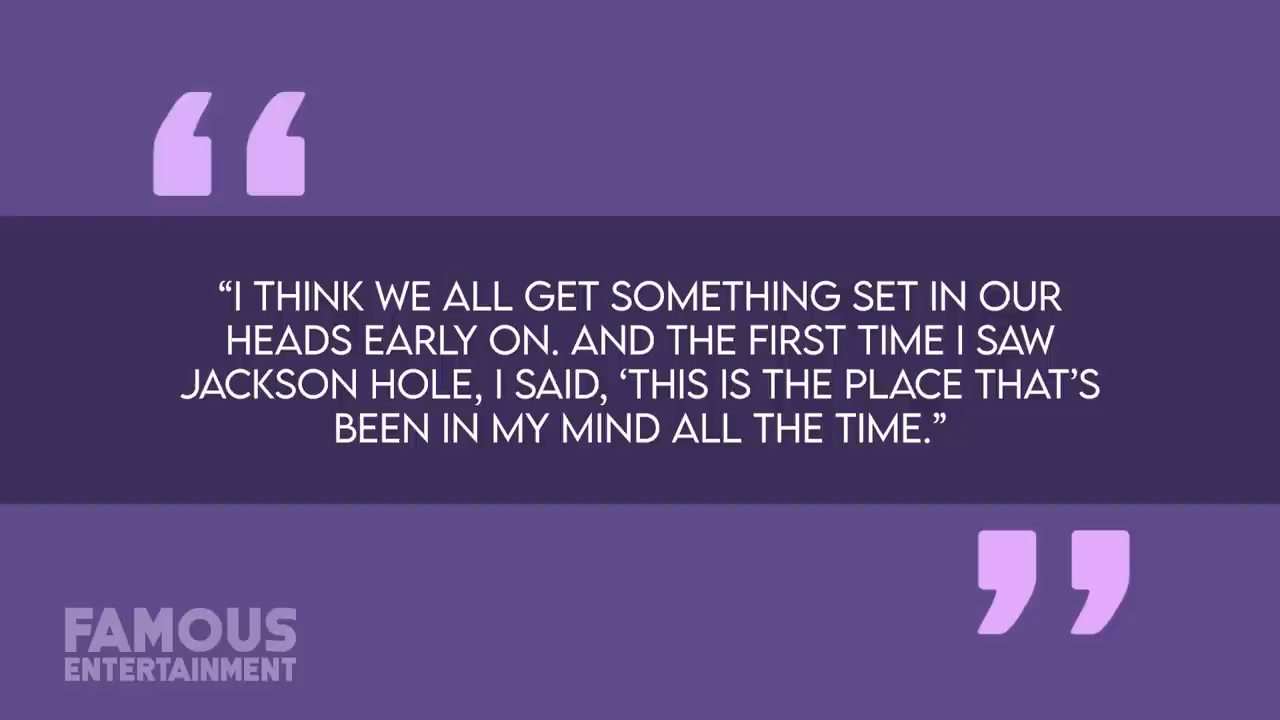 “I THINK WE ALL GET SOMETHING SET IN OUR
HEADS EARLY ON. AND THE FIRST TIME I SAW
JACKSON HOLE, I SAID, ‘THIS IS THE PLACE THAT’S
BEEN IN MY MIND ALL THE TIME.”
FAMOUS
ENTERTAINMENT